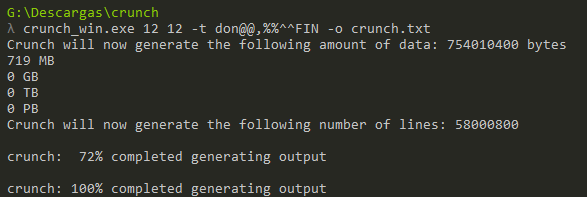 G:\Descargas\crunch
λ crunch_win.exe 12 12 -t don@@,%%^^FIN -o crunch.txt
Crunch will now generate the following amount of data: 754010400 bytes
719 MB
0 GB
0 TB
0 PB
Crunch will now generate the following number of lines: 58000800
crunch:  72% completed generating output
crunch: 100% completed generating output